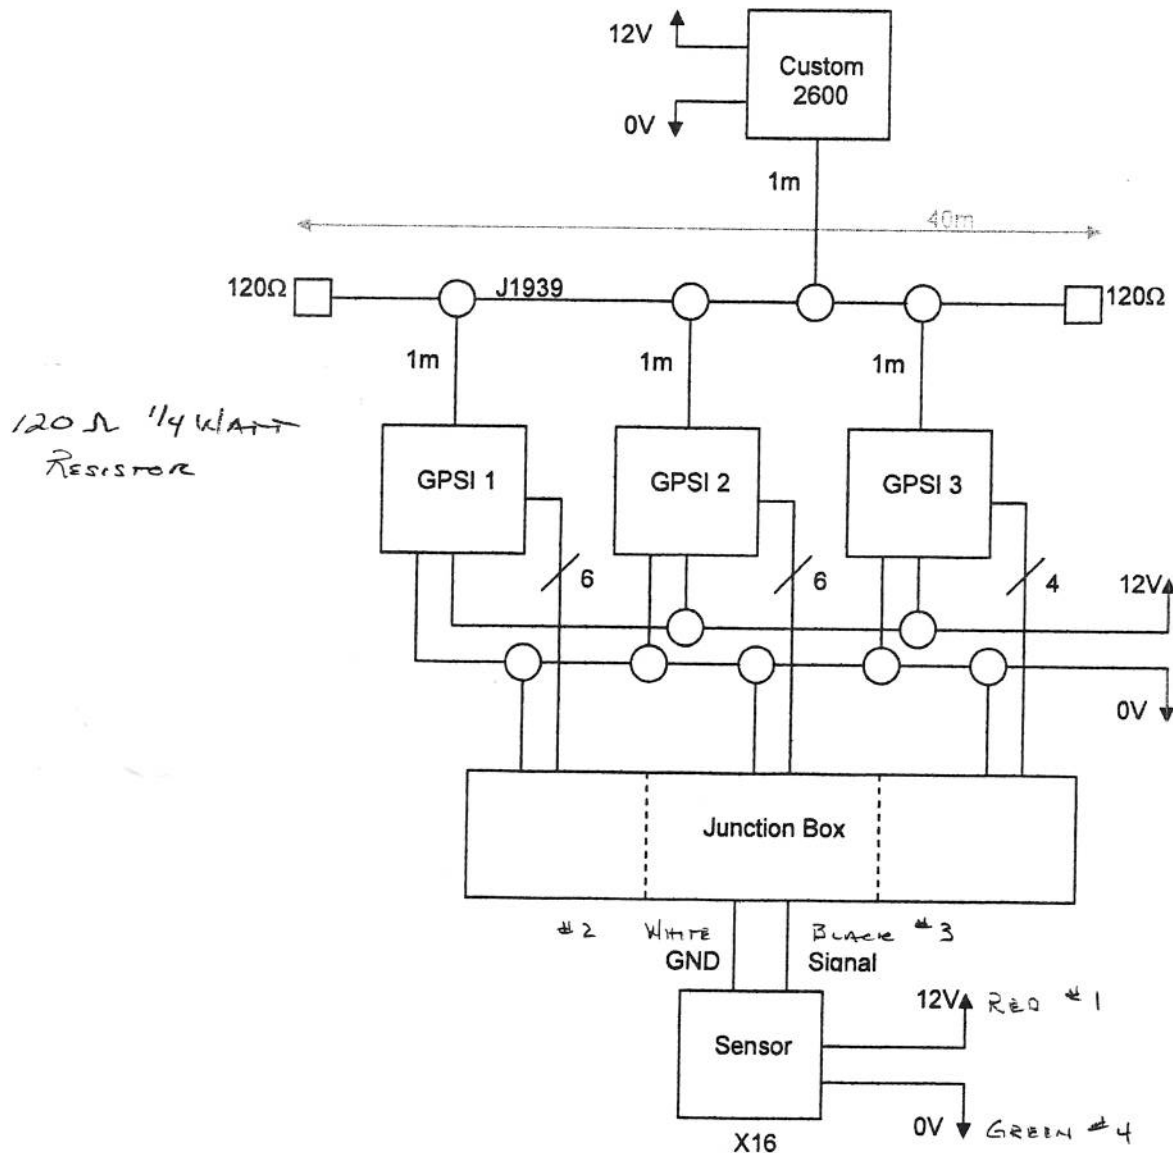 12V
Custom
2600
0V
1m
40m
120Ω
J1939
120Ω
1m
1m
1m
120 Ω 1/4 WATT
RESISTOR
GPSI 1
GPSI 2
GPSI 3
6
6
4
12V
0V
Junction Box
#2 WHITE
BLACK #3
GND
Signal
12V RED #1
Sensor
0V GREEN #4
X16